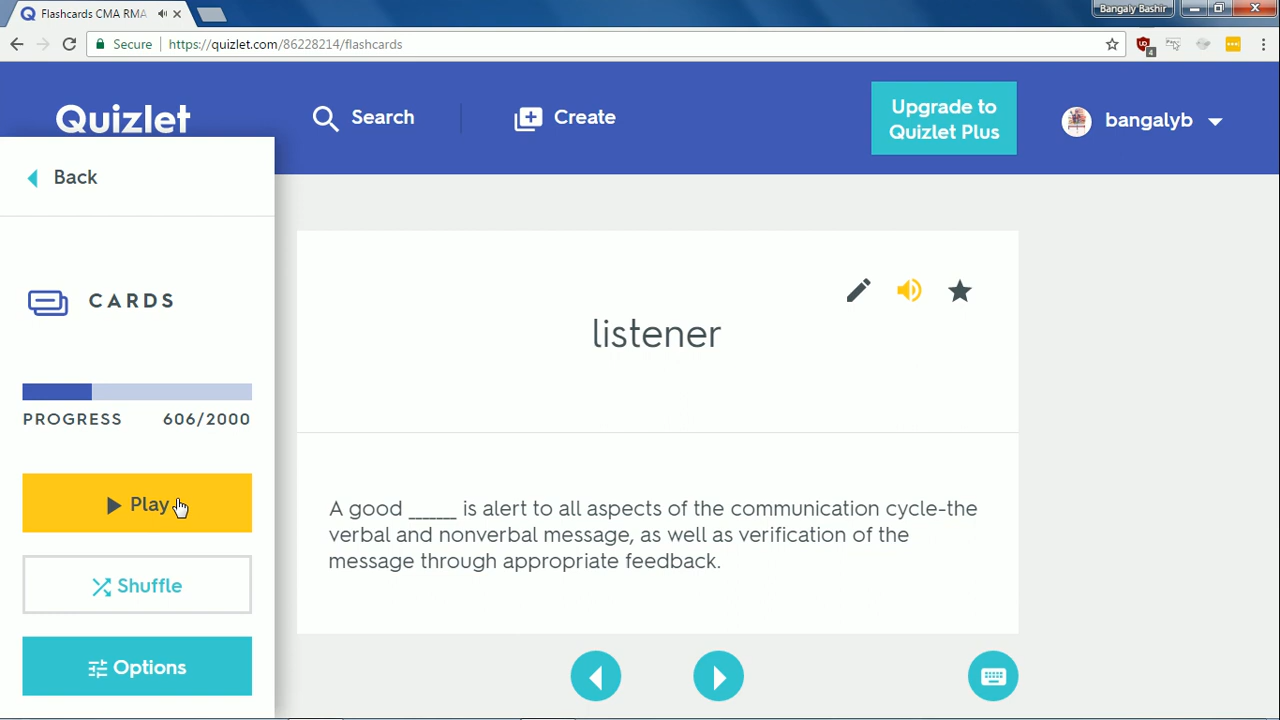 Flashcards CMA RMA
Bangaly Bashir
Secure
https://quizlet.com/86228214/flashcards
4
Quizlet
Search
Create
Upgrade to
Quizlet Plus
bangalyb
Back
CARDS
PROGRESS 606/2000
Play
Shuffle
Options
listener
A good ______ is alert to all aspects of the communication cycle-the
verbal and nonverbal message, as well as verification of the
message through appropriate feedback.